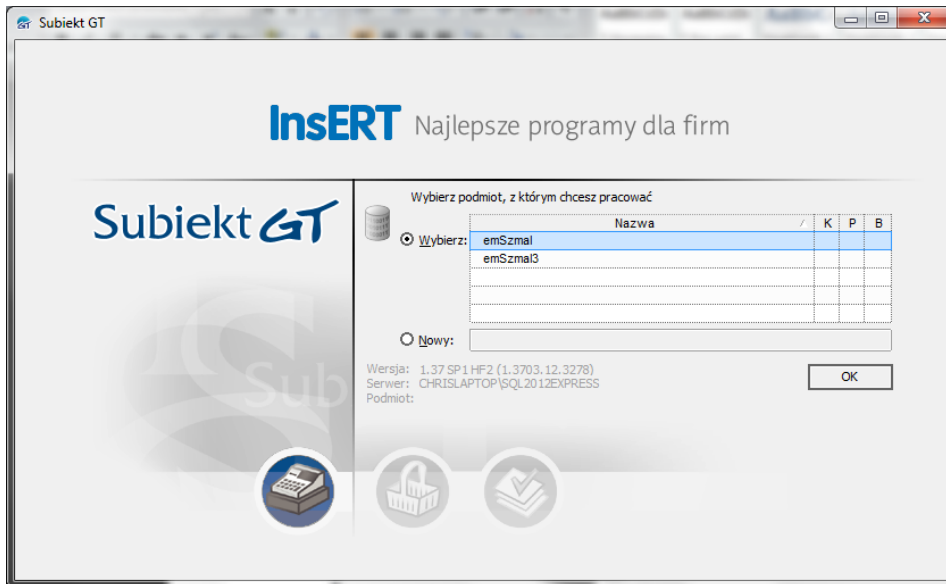 Subiekt GT
InsERT Najlepsze programy dla firm
Subiekt GT
Wybierz podmiot, z którym chcesz pracować
Nazwa K P B
Wybierz: emSzmal
emSzmal3
Nowy:
Wersja: 1.37 SP1 HF2 (1.3703.12.3278)
Serwer: CHRISLAPTOP\SQL2012EXPRESS
Podmiot:
OK
Sub